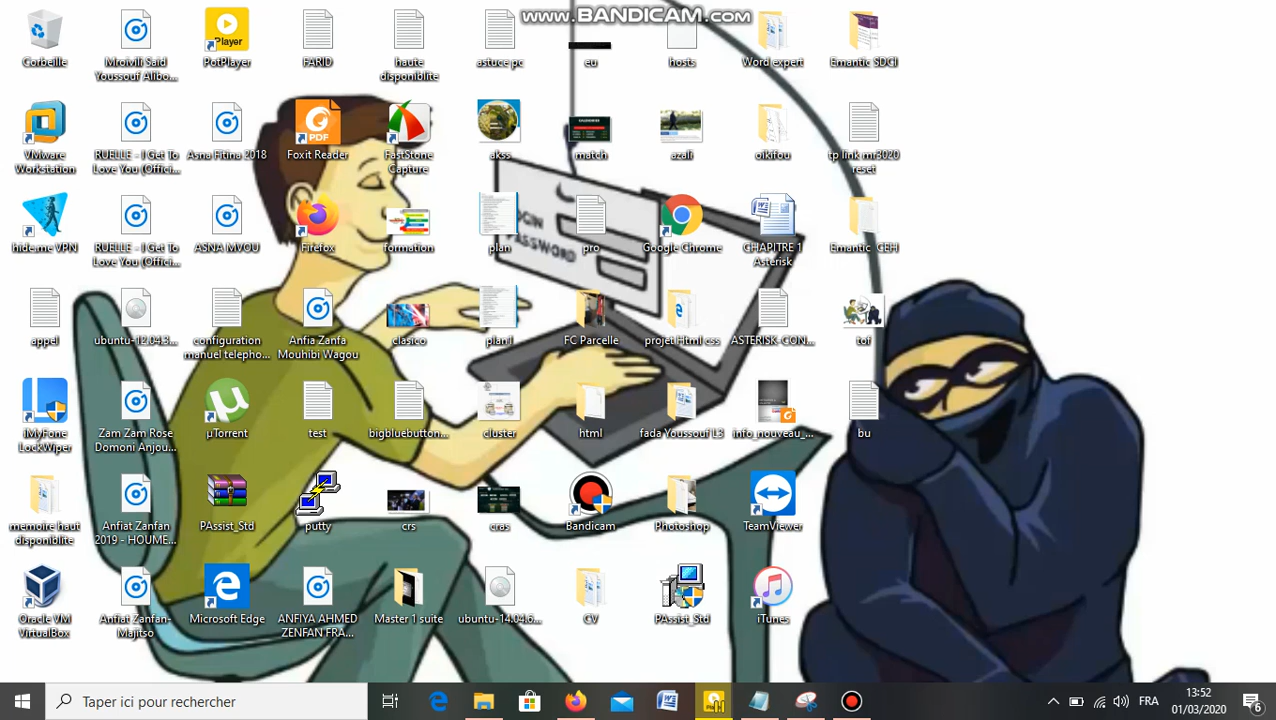 www.BANDICAM.com
Corbeille
Mroivili Said
Youssouf Alibo...
Player
PotPlayer
FARID
haute
disponiblite
astuce pc
eu
hosts
Word expert
Emantic SDCI
VMware
Workstation
RUELLE - I Get To
Love You (Offici...
Asna Fitina 2018
PDF
Foxit Reader
FastStone
Capture
akss
match
azali
oikifou
tp link mr3020
reset
hide.me VPN
RUELLE - I Get To
Love You (Offici...
ASNA MVOU
Firefox
formation
plan
pro
Google Chrome
CHAPITRE 1
Asterisk
Emantic CEH
LOGIN
PASSWORD
appel
ubuntu-12.04.3...
configuration
manuel telepho...
Anfia Zanfa
Mouhibi Wagou
clasico
plan1
FC Parcelle
projet Html css
ASTERISK-CON...
tof
iMyFone
LockWiper
Zam Zam Rose
Domoni Anjou...
µTorrent
test
bigbluebutton...
cluster
html
fada Youssouf L3
info_nouveau_...
bu
memoire haut
disponiblite
Anfiat Zanfan
2019 - HOUME...
PAssist_Std
putty
crs
cras
Bandicam
Photoshop
TeamViewer
Oracle VM
VirtualBox
Anfiat Zanfan-
Majitso
Microsoft Edge
ANFIYA AHMED
ZENFAN FRA...
Master 1 suite
ubuntu-14.04.6...
CV
PAssist_Std
iTunes
Taper ici pour rechercher
FRA
13:52
01/03/2020
6